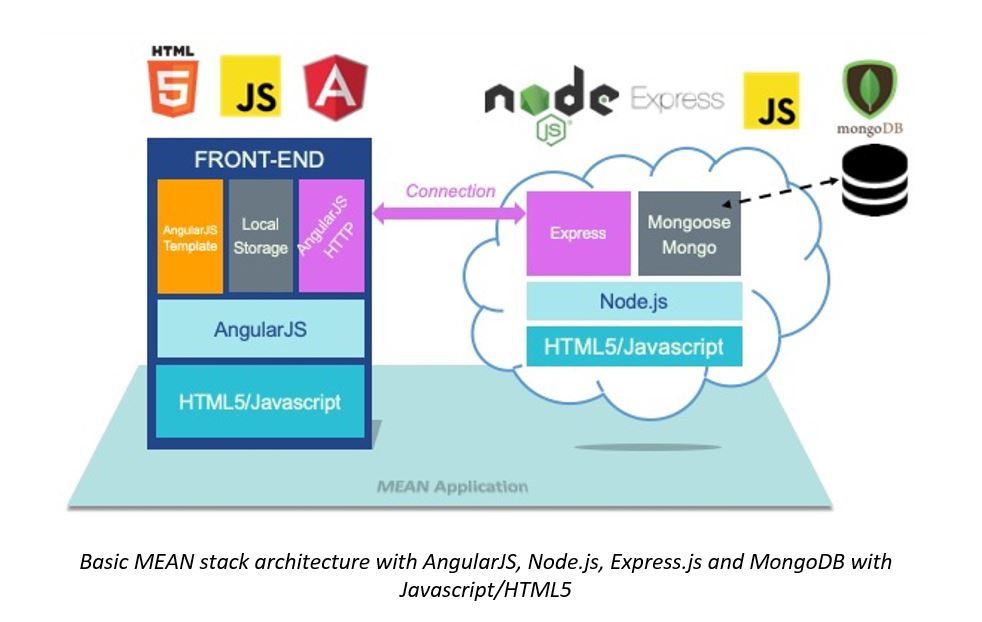 HTML
5
JS
A
node
JS
Express
JS
mongoDB
FRONT-END
AngularJS
Template
Local
Storage
AngularJS
HTTP
Connection
Express
Mongoose
Mongo
AngularJS
Node.js
HTML5/Javascript
HTML5/Javascript
MEAN Application
Basic MEAN stack architecture with AngularJS, Node.js, Express.js and MongoDB with
Javascript/HTML5